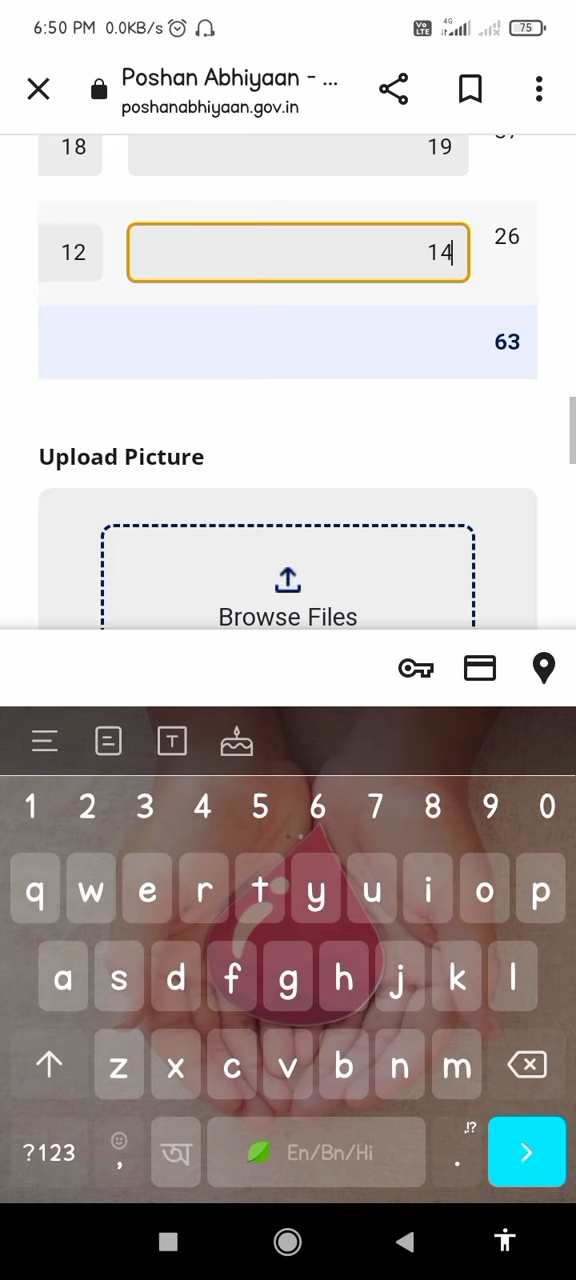 6:50 PM 0.0KB/s 4G 75
Poshan Abhiyaan - ...
poshanabhiyaan.gov.in
18 19
12 14 26
63
Upload Picture
Browse Files
1 2 3 4 5 6 7 8 9 0
q w e r t y u i o p
a s d f g h j k l
z x c v b n m
?123 , অ En/Bn/Hi . .!?